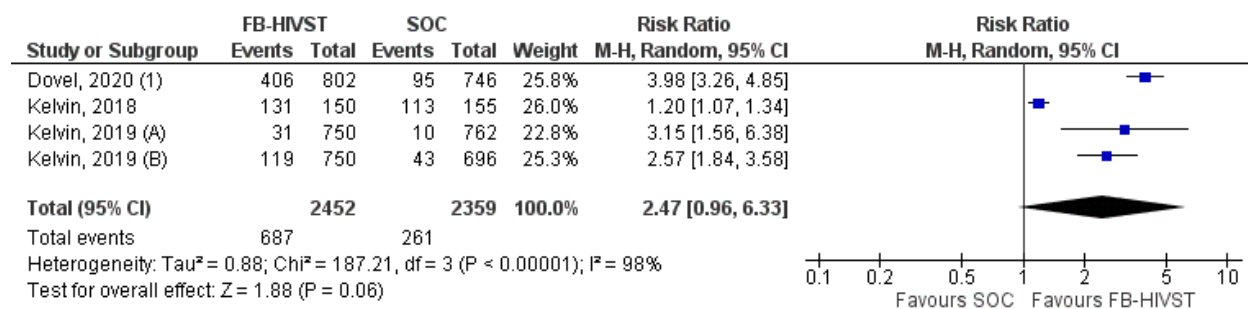 FB-HIVST SOC Risk Ratio Risk Ratio
Study or Subgroup Events Total Events Total Weight M-H, Random, 95% CI M-H, Random, 95% CI
Dovel, 2020 (1) 406 802 95 746 25.8% 3.98 [3.26, 4.85]
Kelvin, 2018 131 150 113 155 26.0% 1.20 [1.07, 1.34]
Kelvin, 2019 (A) 31 750 10 762 22.8% 3.15 [1.56, 6.38]
Kelvin, 2019 (B) 119 750 43 696 25.3% 2.57 [1.84, 3.58]
Total (95% CI) 2452 2359 100.0% 2.47 [0.96, 6.33]
Total events 687 261
Heterogeneity: Tau² = 0.88; Chi² = 187.21, df = 3 (P < 0.00001); I² = 98%
Test for overall effect: Z = 1.88 (P = 0.06)
0.1 0.2 0.5 1 2 5 10
Favours SOC Favours FB-HIVST